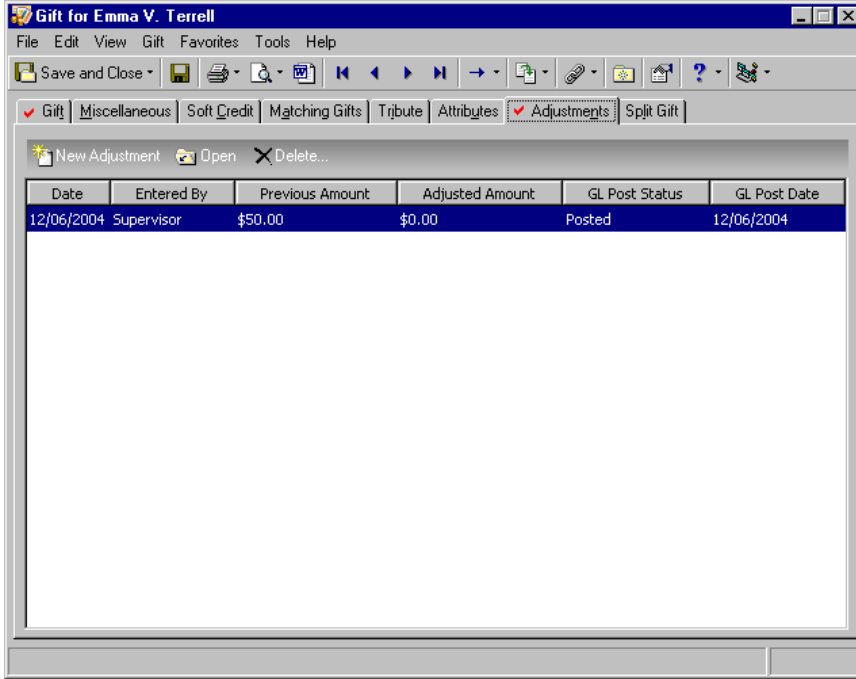 Gift for Emma V. Terrell
File Edit View Gift Favorites Tools Help
Save and Close
Gift Miscellaneous Soft Credit Matching Gifts Tribute Attributes Adjustments Split Gift
New Adjustment Open Delete...
Date Entered By Previous Amount Adjusted Amount GL Post Status GL Post Date
12/06/2004 Supervisor $50.00 $0.00 Posted 12/06/2004